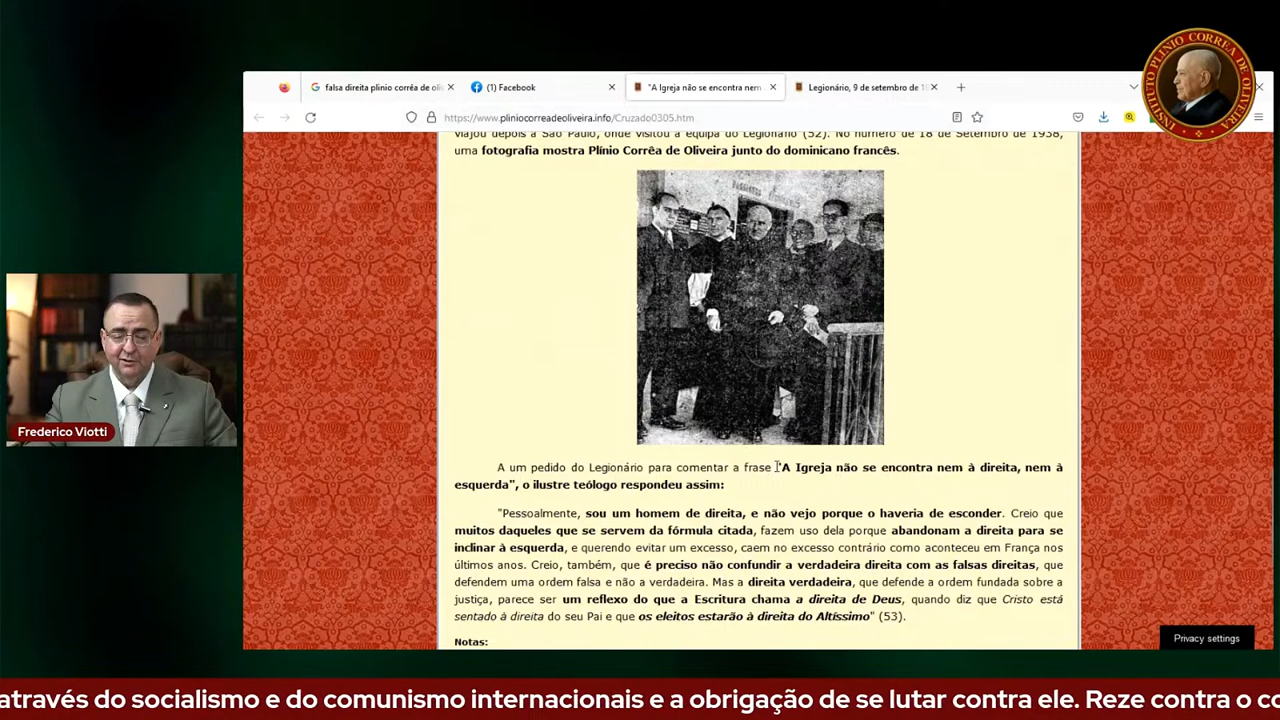 INSTITUTO PLINIO CORRÊA DE OLIVEIRA
falsa direita plinio corrêa de oli
(1) Facebook
"A Igreja não se encontra nem
Legionário, 9 de setembro de 1
https://www.pliniocorreadeoliveira.info/Cruzado0305.htm
viajou depois a São Paulo, onde visitou a equipa do Legionário (52). No número de 18 de Setembro de 1938,
uma fotografia mostra Plínio Corrêa de Oliveira junto do dominicano francês.
A um pedido do Legionário para comentar a frase "A Igreja não se encontra nem à direita, nem à
esquerda", o ilustre teólogo respondeu assim:
"Pessoalmente, sou um homem de direita, e não vejo porque o haveria de esconder. Creio que
muitos daqueles que se servem da fórmula citada, fazem uso dela porque abandonam a direita para se
inclinar à esquerda, e querendo evitar um excesso, caem no excesso contrário como aconteceu em França nos
últimos anos. Creio, também, que é preciso não confundir a verdadeira direita com as falsas direitas, que
defendem uma ordem falsa e não a verdadeira. Mas a direita verdadeira, que defende a ordem fundada sobre a
justiça, parece ser um reflexo do que a Escritura chama a direita de Deus, quando diz que Cristo está
sentado à direita do seu Pai e que os eleitos estarão à direita do Altíssimo" (53).
Notas:
Privacy settings
Frederico Viotti
através do socialismo e do comunismo internacionais e a obrigação de se lutar contra ele. Reze contra o co